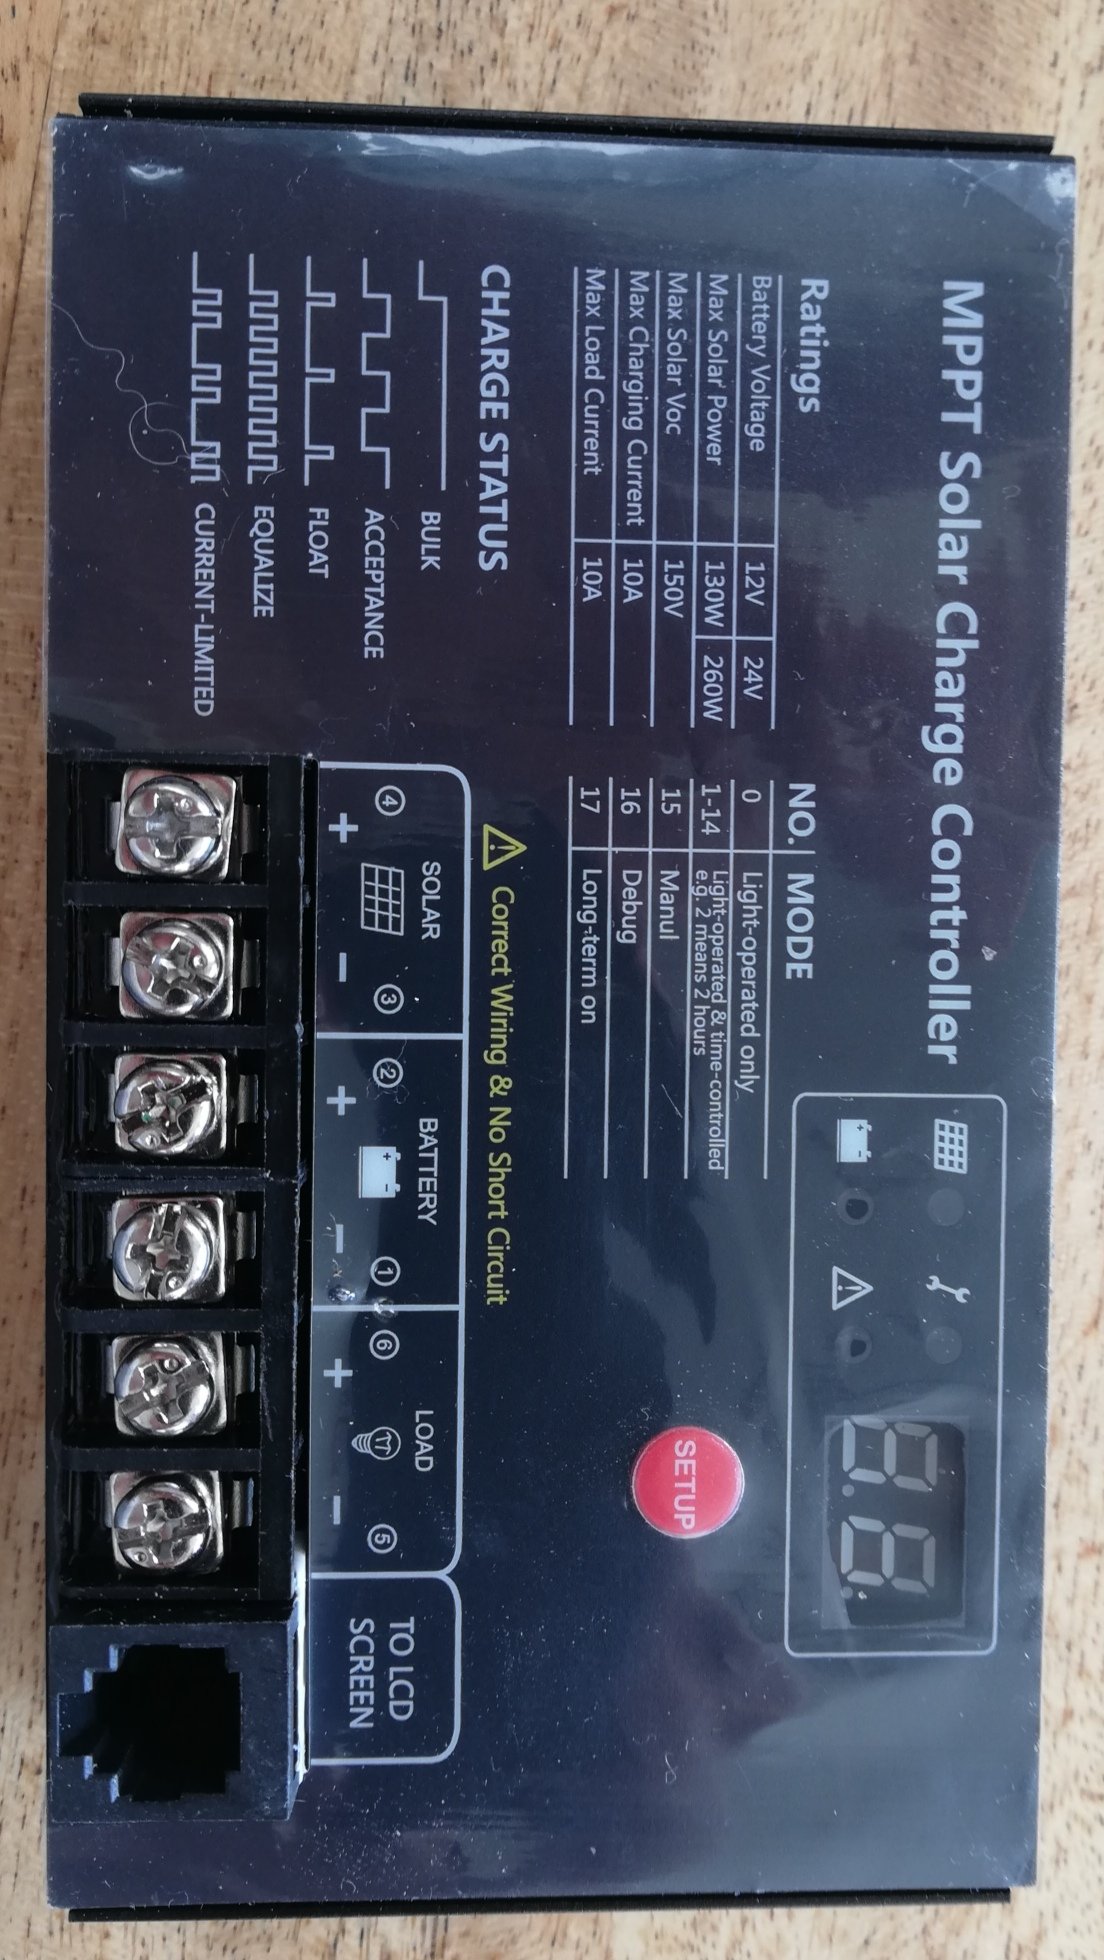 MPPT Solar Charge Controller
Ratings
Battery Voltage 12V 24V
Max Solar Power 130W 260W
Max Solar Voc 150V
Max Charging Current 10A
Max Load Current 10A
NO. MODE
0 Light-operated only
1-14 Light-operated & time-controlled
e.g. 2 means 2 hours
15 Manul
16 Debug
17 Long-term on
SETUP
CHARGE STATUS
BULK
ACCEPTANCE
FLOAT
EQUALIZE
CURRENT-LIMITED
Correct Wiring & No Short Circuit
SOLAR
④ ③
+ −
BATTERY
② ①
+ −
LOAD
⑥ 17 ⑤
+ −
TO LCD
SCREEN